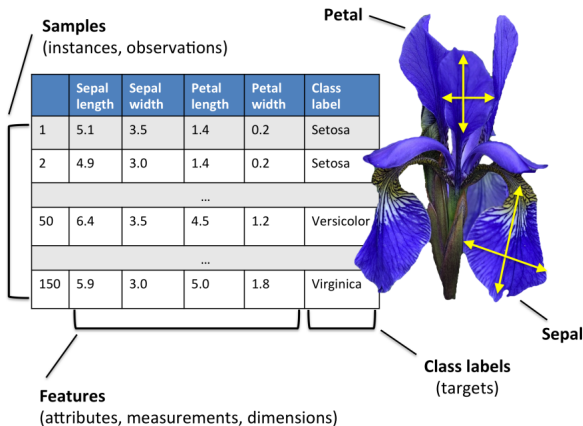 Samples
(instances, observations)
Petal
Sepal length Sepal width Petal length Petal width Class label
1 5.1 3.5 1.4 0.2 Setosa
2 4.9 3.0 1.4 0.2 Setosa
...
50 6.4 3.5 4.5 1.2 Versicolor
...
150 5.9 3.0 5.0 1.8 Virginica
Sepal
Class labels
(targets)
Features
(attributes, measurements, dimensions)